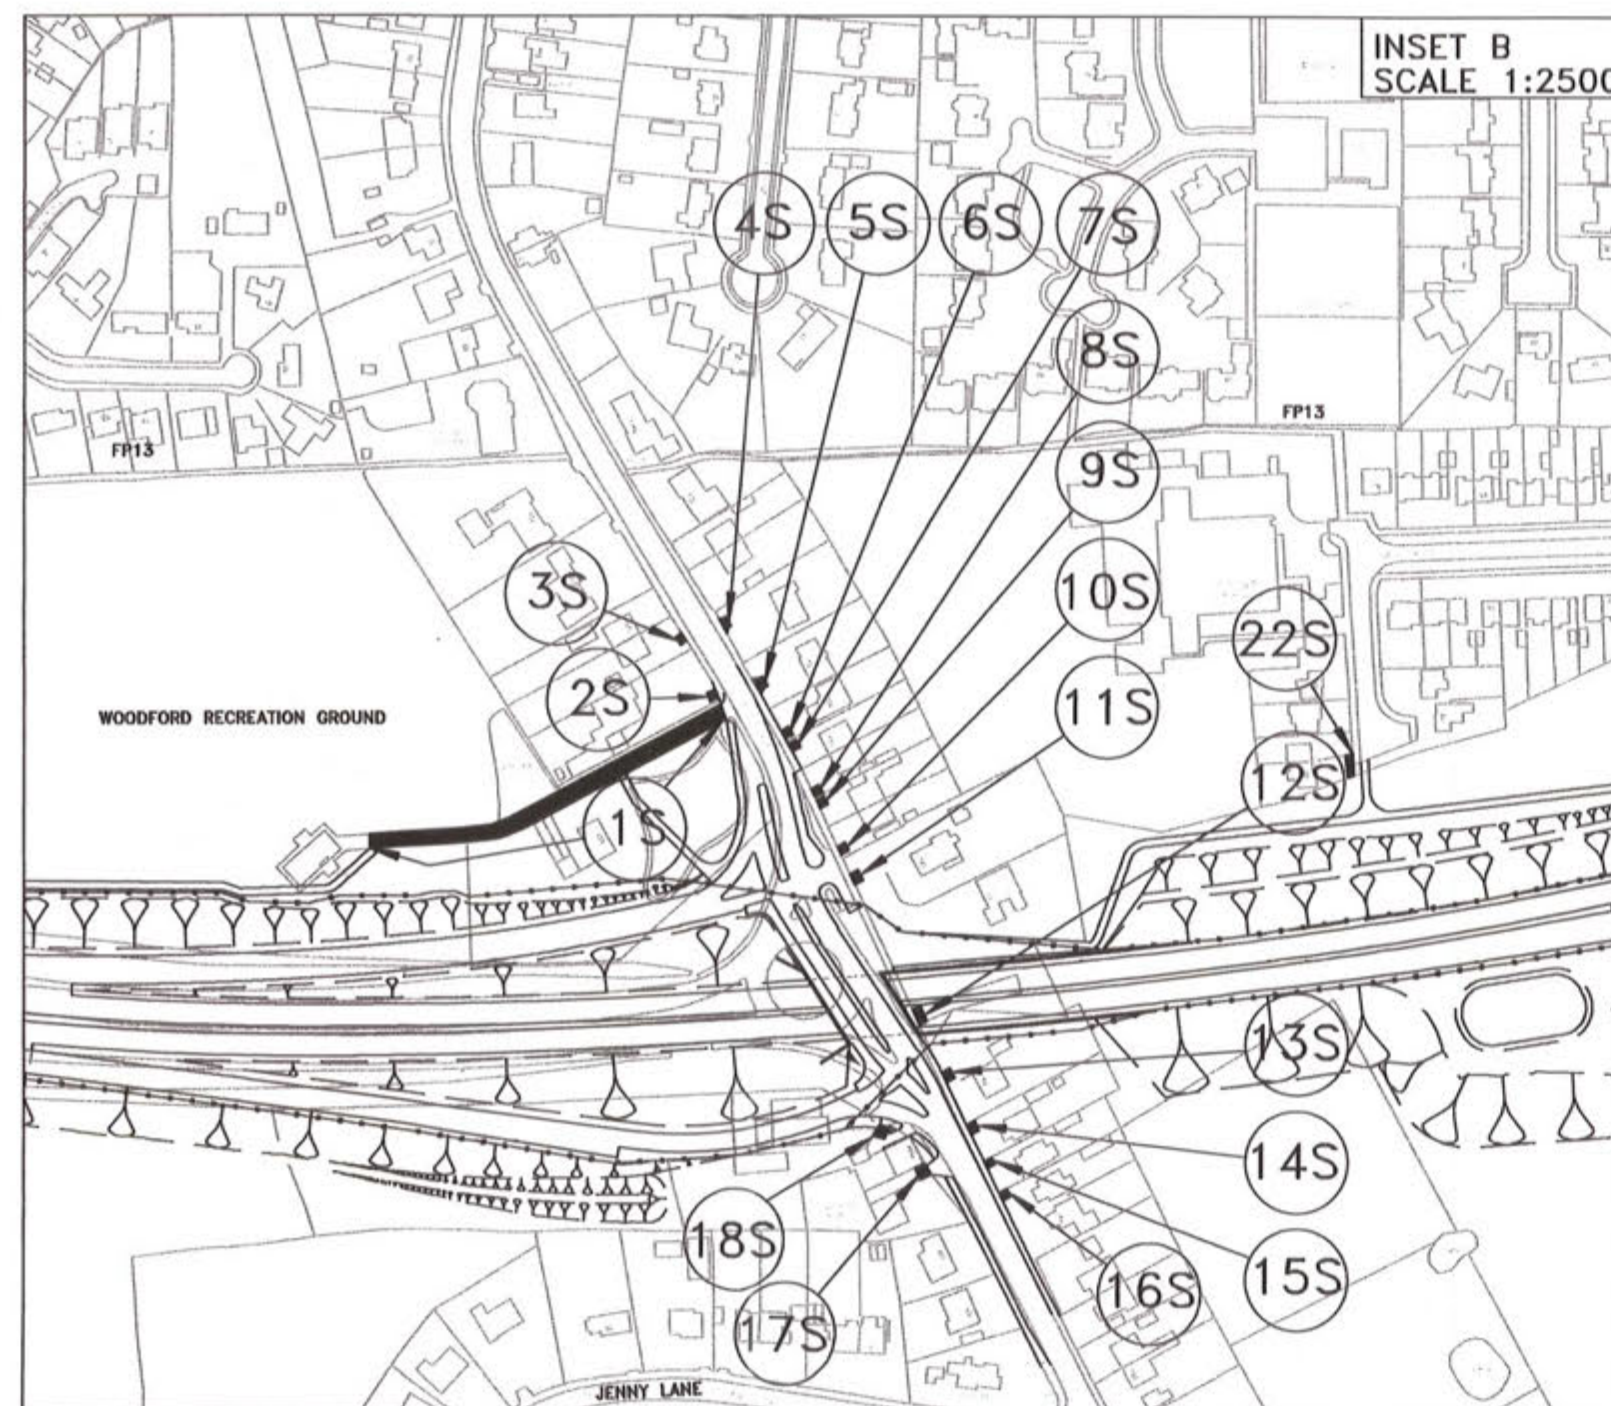 INSET B
SCALE 1:2500
4S
5S
6S
7S
8S
FP13
FP13
9S
3S
10S
22S
2S
11S
WOODFORD RECREATION GROUND
12S
1S
13S
14S
18S
15S
16S
17S
JENNY LANE